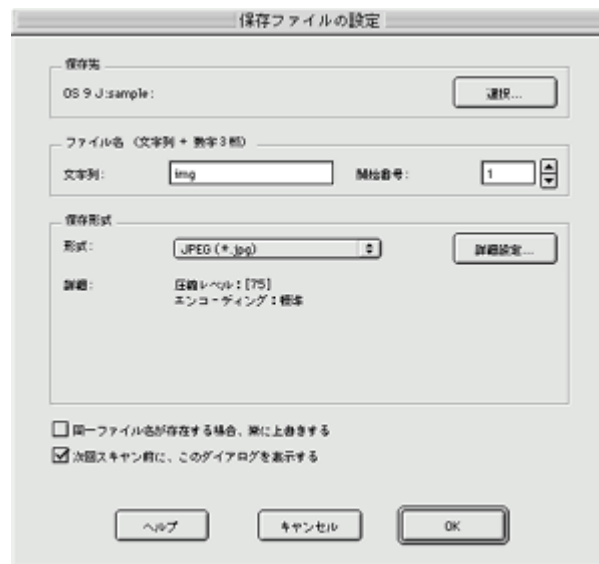 保存ファイルの設定
保存先
OS 9 J:sample:
選択...
ファイル名 (文字列 + 数字3桁)
文字列: img 開始番号: 1
保存形式
形式: JPEG (*.jpg) 詳細設定...
詳細: 圧縮レベル：[75]
エンコーディング：標準
同一ファイル名が存在する場合、常に上書きする
次回スキャン前に、このダイアログを表示する
ヘルプ キャンセル OK